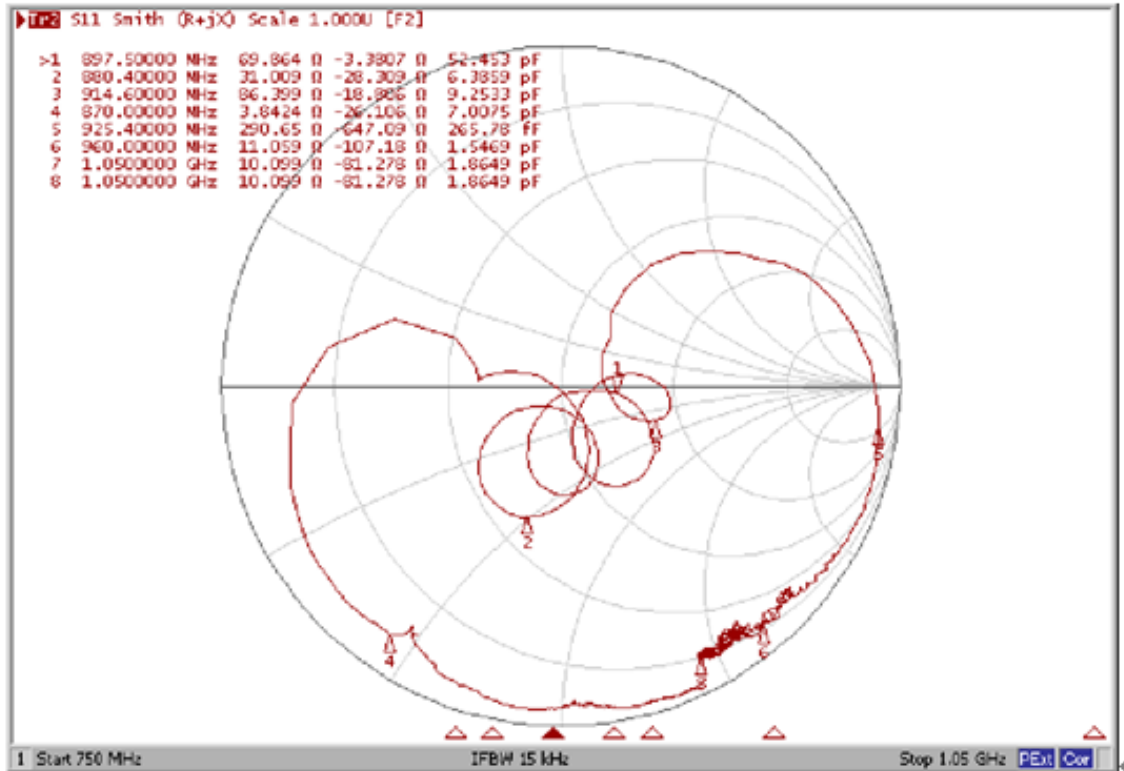 Tr2 S11 Smith (R+jX) Scale 1.000U [F2]
>1 897.50000 MHz 69.864 Ω -3.3807 Ω 52.453 pF
2 880.40000 MHz 31.009 Ω -28.309 Ω 6.3859 pF
3 914.60000 MHz 86.399 Ω -18.806 Ω 9.2533 pF
4 870.00000 MHz 3.8424 Ω -26.106 Ω 7.0075 pF
5 925.40000 MHz 290.65 Ω -647.09 Ω 265.78 fF
6 960.00000 MHz 11.059 Ω -107.18 Ω 1.5469 pF
7 1.0500000 GHz 10.099 Ω -81.278 Ω 1.8649 pF
8 1.0500000 GHz 10.099 Ω -81.278 Ω 1.8649 pF
1
3
5
2
4
6
8
1 Start 750 MHz IFBW 15 kHz Stop 1.05 GHz PExt Cor